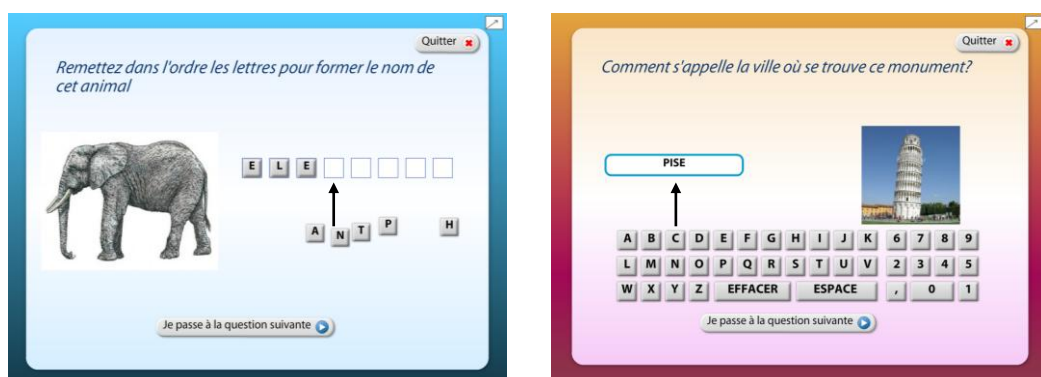 Quitter
Remettez dans l'ordre les lettres pour former le nom de
cet animal
E L E
A N T P H
Je passe à la question suivante
Quitter
Comment s'appelle la ville où se trouve ce monument?
PISE
A B C D E F G H I J K 6 7 8 9
L M N O P Q R S T U V 2 3 4 5
W X Y Z EFFACER ESPACE , 0 1
Je passe à la question suivante